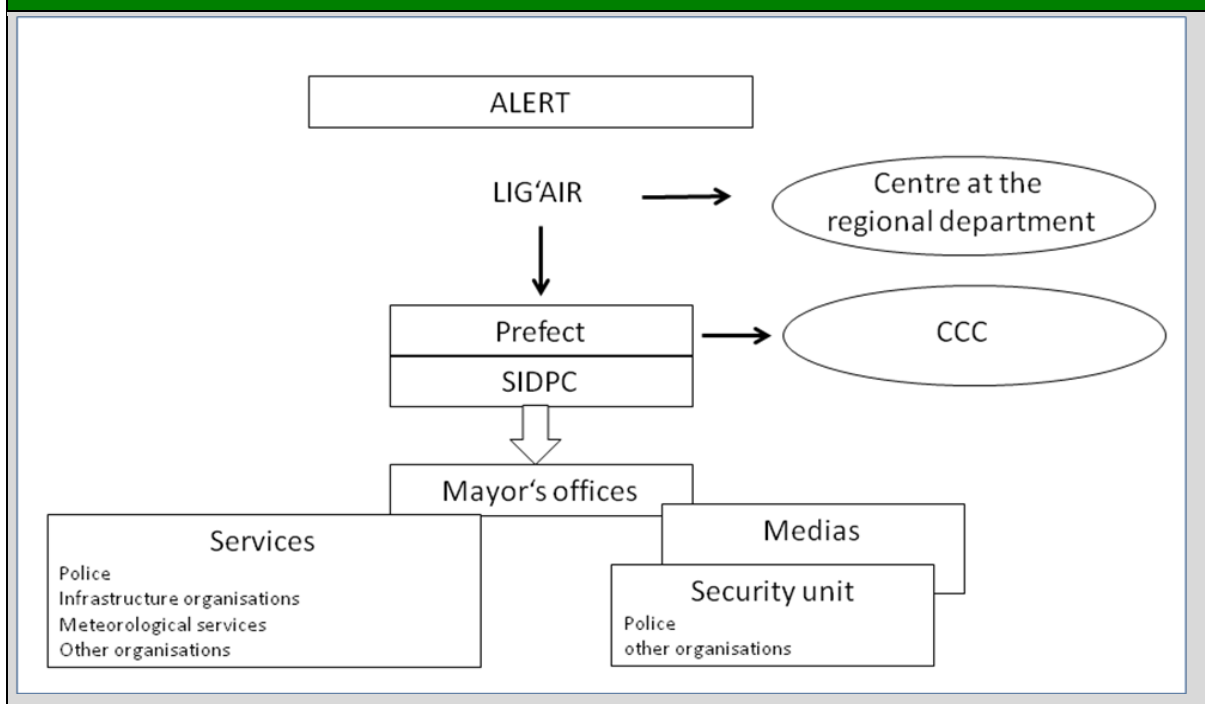 ALERT
LIG‘AIR
Centre at the
regional department
Prefect
CCC
SIDPC
Mayor‘s offices
Services
Police
Infrastructure organisations
Meteorological services
Other organisations
Medias
Security unit
Police
other organisations